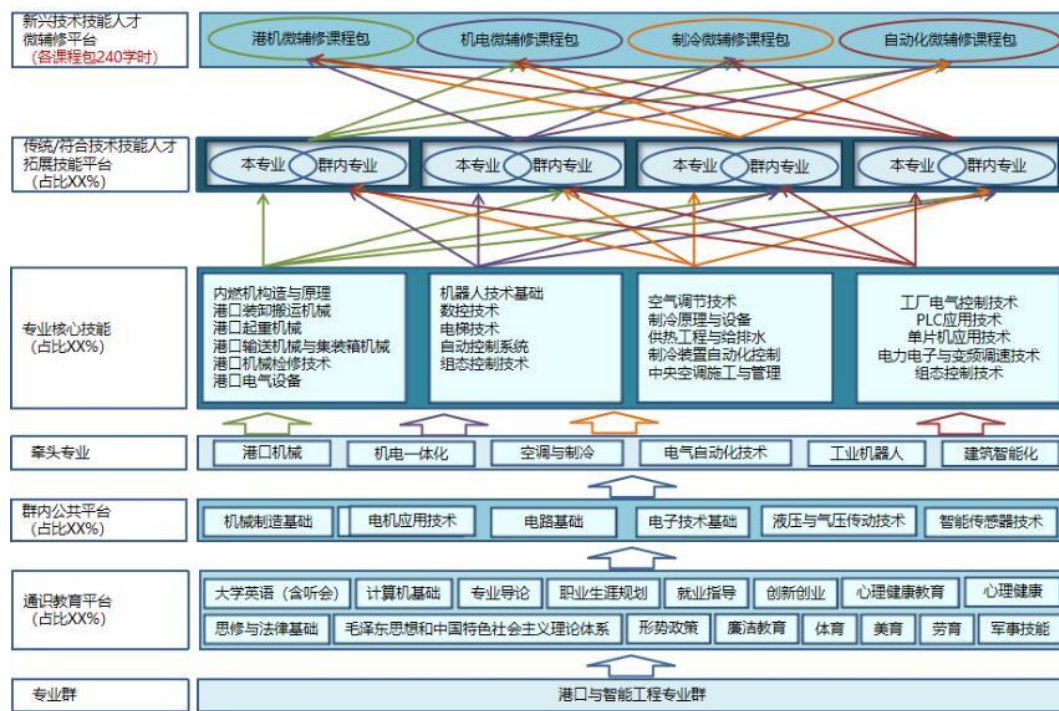 新兴技术技能人才
微辅修平台
（各课程包240学时）
港机微辅修课程包
机电微辅修课程包
制冷微辅修课程包
自动化微辅修课程包
传统/符合技术技能人才
拓展技能平台
（占比XX%）
本专业
群内专业
本专业
群内专业
本专业
群内专业
本专业
群内专业
专业核心技能
（占比XX%）
内燃机构造与原理
港口装卸搬运机械
港口起重机械
港口输送机械与集装箱机械
港口机械检修技术
港口电气设备
机器人技术基础
数控技术
电梯技术
自动控制系统
组态控制技术
空气调节技术
制冷原理与设备
供热工程与给排水
制冷装置自动化控制
中央空调施工与管理
工厂电气控制技术
PLC应用技术
单片机应用技术
电力电子与变频调速技术
组态控制技术
牵头专业
港口机械
机电一体化
空调与制冷
电气自动化技术
工业机器人
建筑智能化
群内公共平台
（占比XX%）
机械制造基础
电机应用技术
电路基础
电子技术基础
液压与气压传动技术
智能传感器技术
通识教育平台
（占比XX%）
大学英语（含听会）
计算机基础
专业导论
职业生涯规划
就业指导
创新创业
心理健康教育
心理健康
思修与法律基础
毛泽东思想和中国特色社会主义理论体系
形势政策
廉洁教育
体育
美育
劳育
军事技能
专业群
港口与智能工程专业群